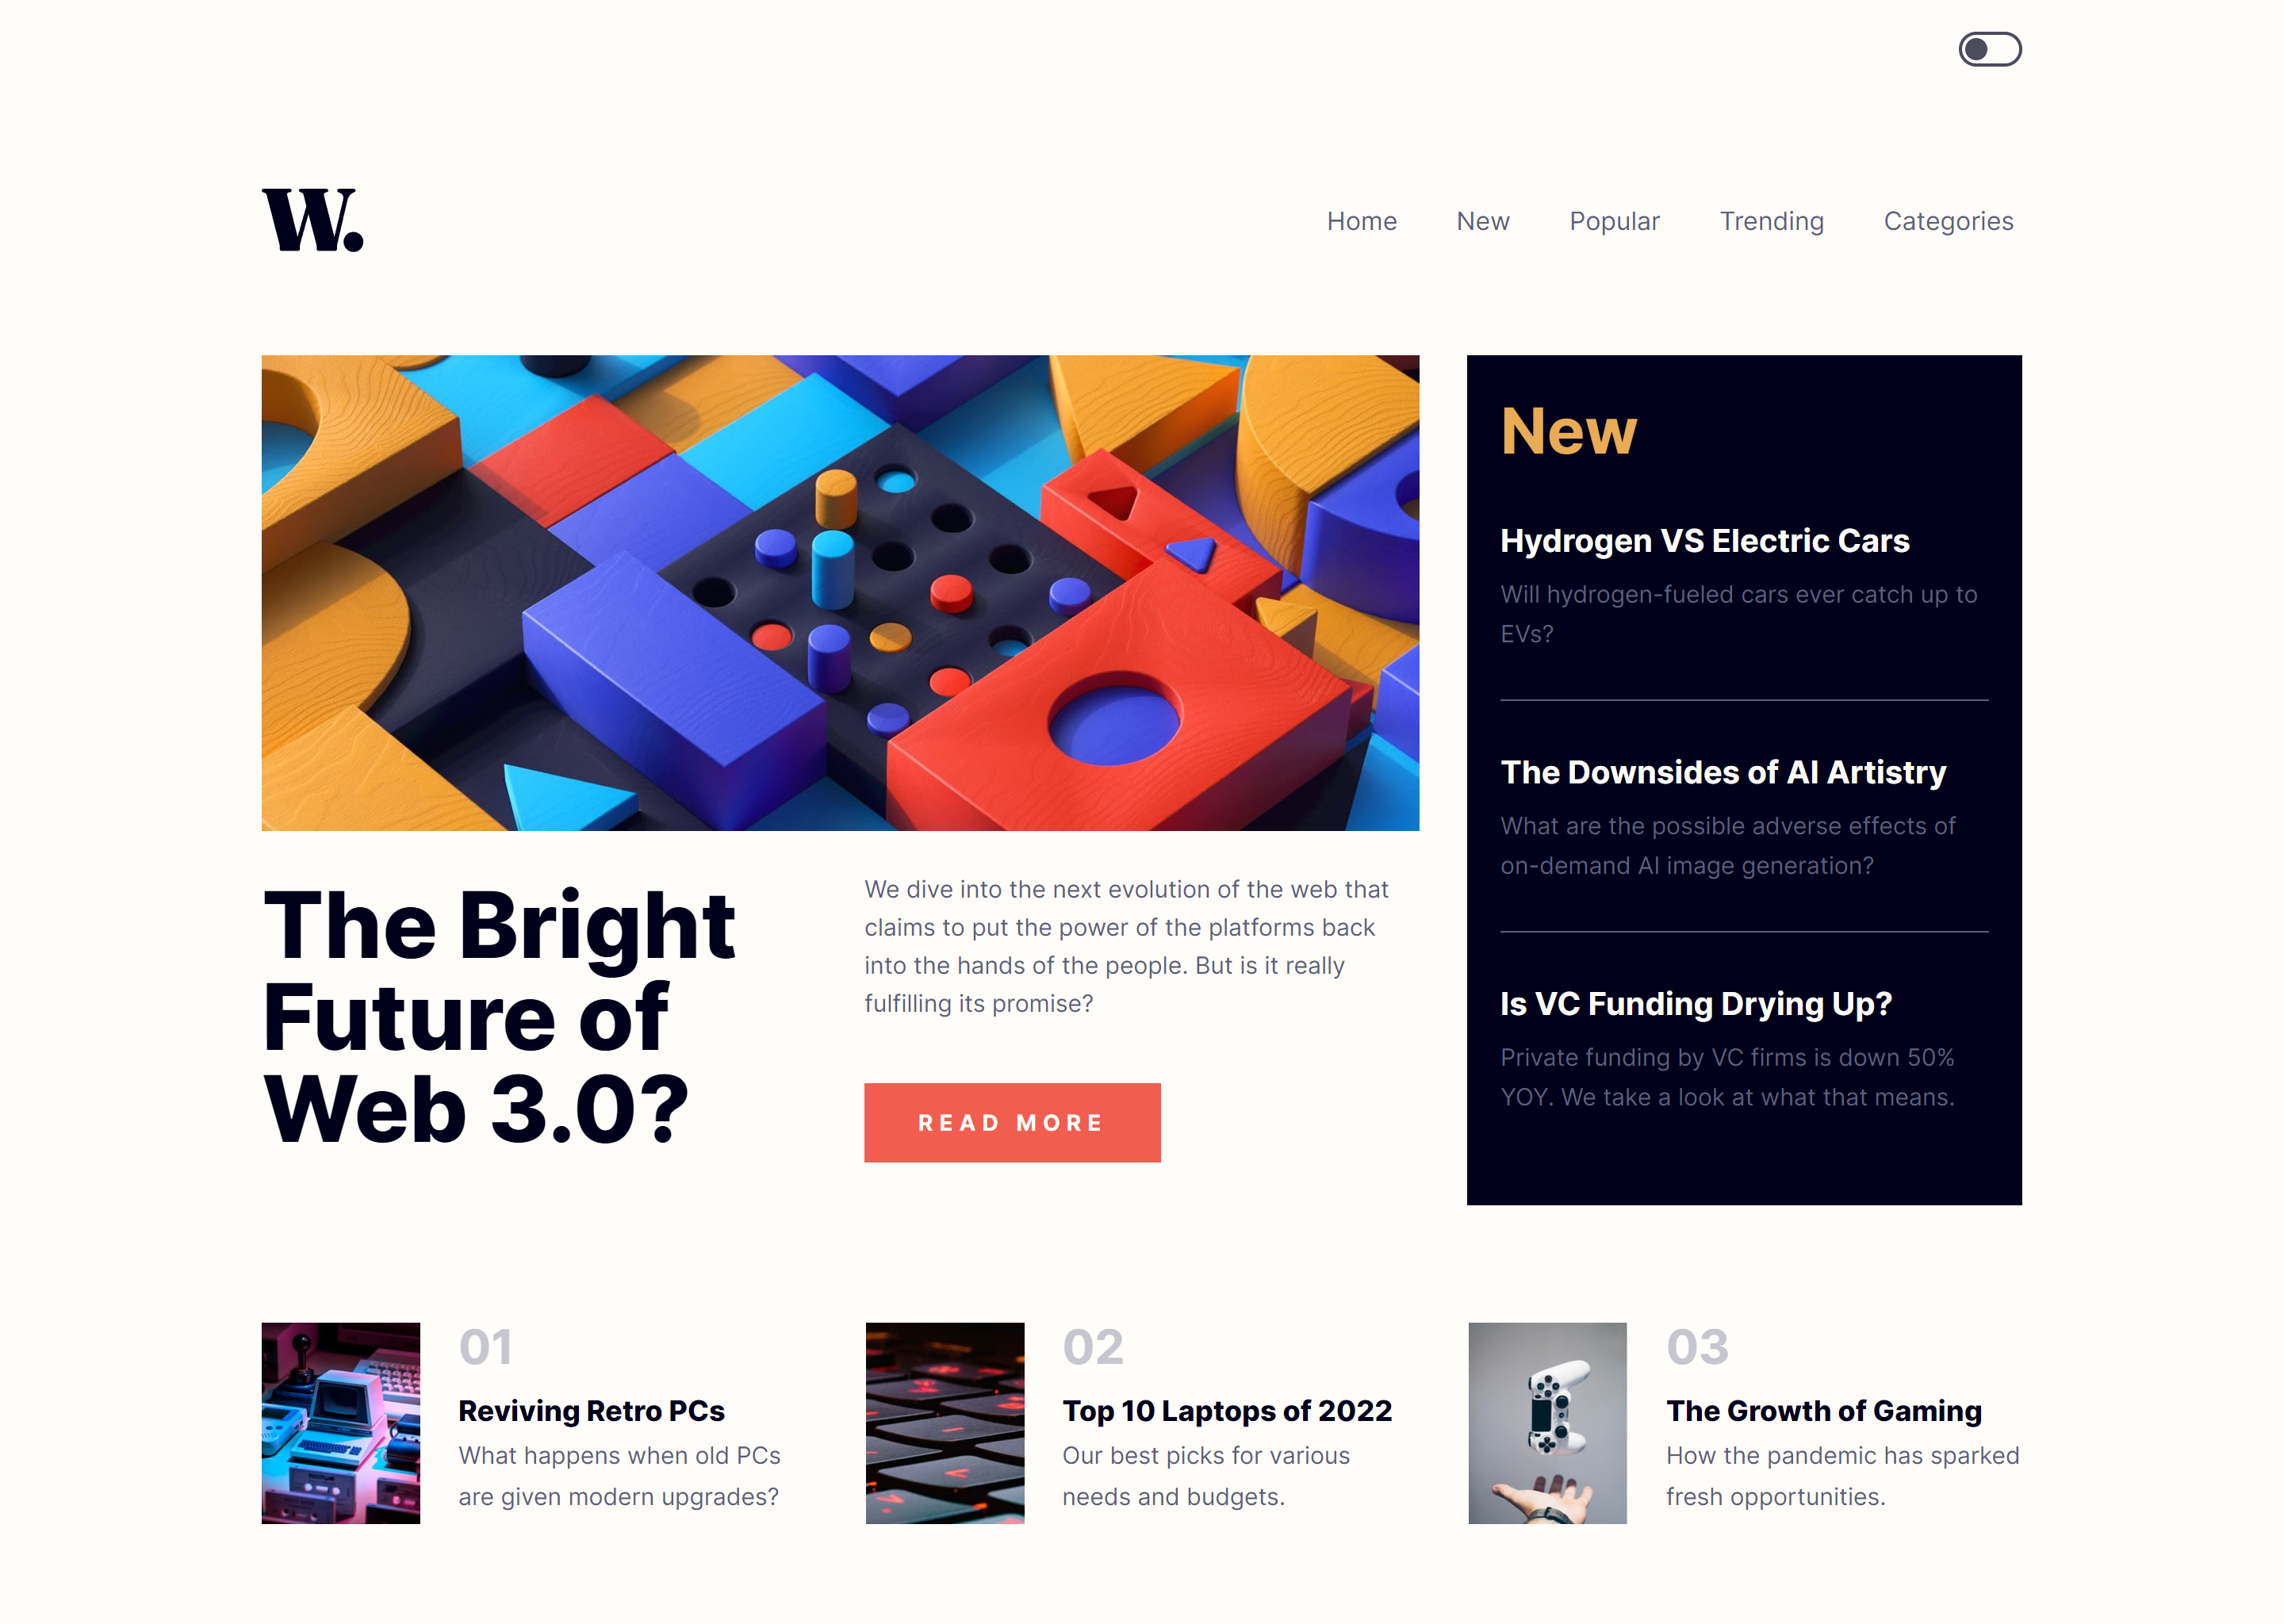 W.
Home New Popular Trending Categories
The Bright
Future of
Web 3.0?
We dive into the next evolution of the web that
claims to put the power of the platforms back
into the hands of the people. But is it really
fulfilling its promise?
READ MORE
New
Hydrogen VS Electric Cars
Will hydrogen-fueled cars ever catch up to
EVs?
The Downsides of AI Artistry
What are the possible adverse effects of
on-demand AI image generation?
Is VC Funding Drying Up?
Private funding by VC firms is down 50%
YOY. We take a look at what that means.
01
Reviving Retro PCs
What happens when old PCs
are given modern upgrades?
02
Top 10 Laptops of 2022
Our best picks for various
needs and budgets.
03
The Growth of Gaming
How the pandemic has sparked
fresh opportunities.